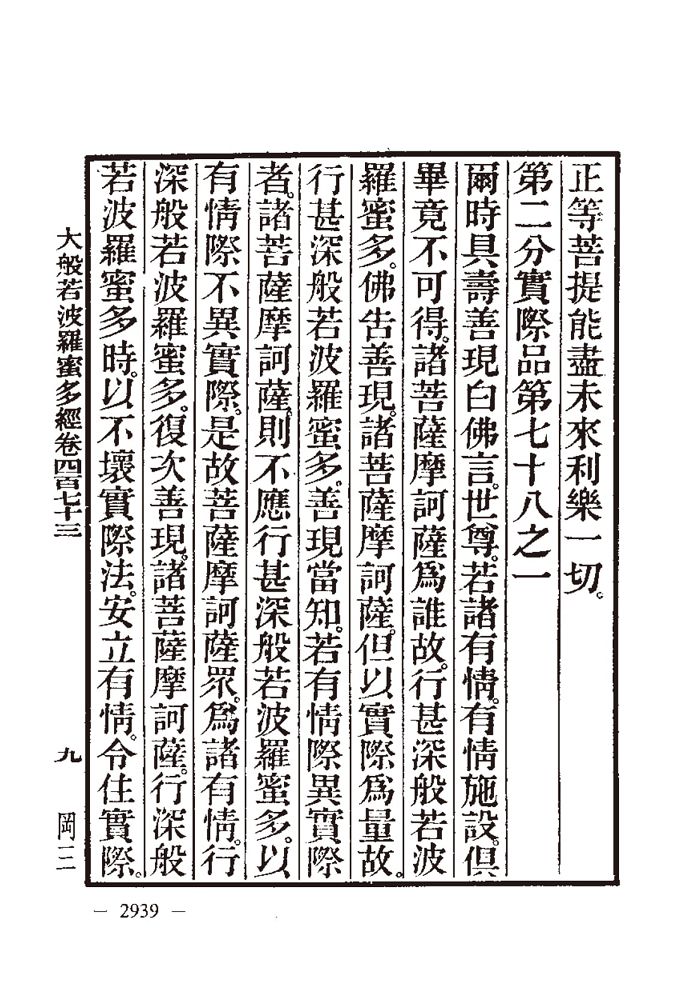 正等菩提能盡未來利樂一切。
第二分實際品第七十八之一
爾時具壽善現白佛言。世尊。若諸有情。有情施設。俱
畢竟不可得。諸菩薩摩訶薩爲誰故。行甚深般若波
羅蜜多。佛告善現。諸菩薩摩訶薩。但以實際爲量故。
行甚深般若波羅蜜多。善現當知。若有情際異實際
者。諸菩薩摩訶薩。則不應行甚深般若波羅蜜多。以
有情際不異實際。是故菩薩摩訶薩眾。爲諸有情。行
深般若波羅蜜多。復次善現。諸菩薩摩訶薩。行深般
若波羅蜜多時。以不壞實際法。安立有情。令住實際。
大般若波羅蜜多經卷四百七十三 九 岡三
— 2939 —